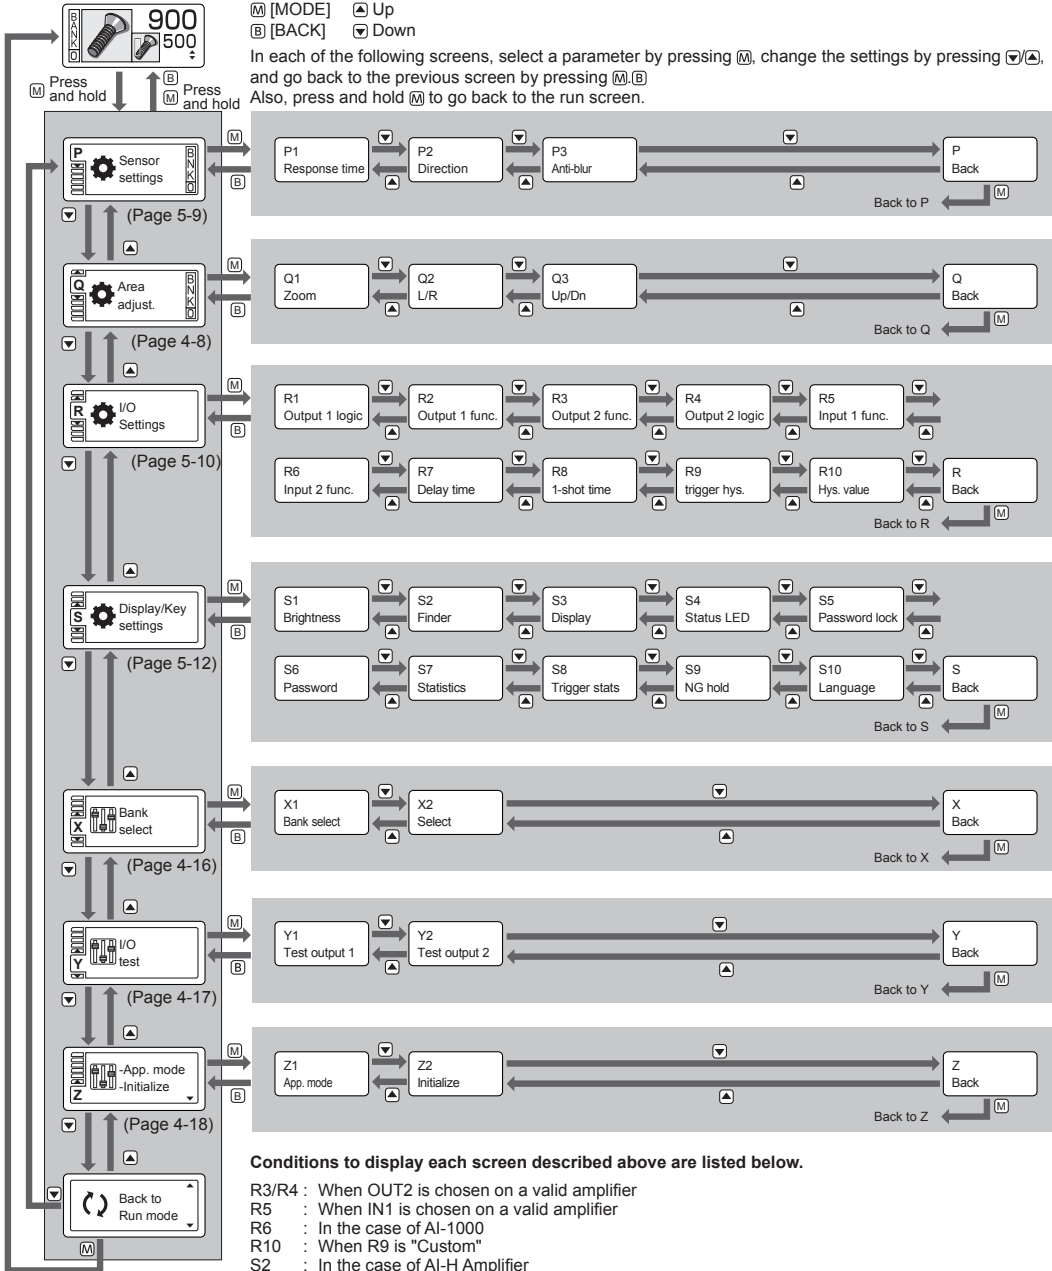 BANK0
900
500
M [MODE] ▲ Up
B [BACK] ▼ Down
In each of the following screens, select a parameter by pressing M, change the settings by pressing ▼/▲,
and go back to the previous screen by pressing M.B
Also, press and hold M to go back to the run screen.
M Press
and hold
B
M Press
and hold
P
Sensor
settings
BNK0
(Page 5-9)
M
B
P1
Response time
P2
Direction
P3
Anti-blur
P
Back
Back to P
M
Q
Area
adjust.
BNK0
(Page 4-8)
M
B
Q1
Zoom
Q2
L/R
Q3
Up/Dn
Q
Back
Back to Q
M
R
I/O
Settings
(Page 5-10)
M
B
R1
Output 1 logic
R2
Output 1 func.
R3
Output 2 func.
R4
Output 2 logic
R5
Input 1 func.
R6
Input 2 func.
R7
Delay time
R8
1-shot time
R9
trigger hys.
R10
Hys. value
R
Back
Back to R
M
S
Display/Key
settings
(Page 5-12)
M
B
S1
Brightness
S2
Finder
S3
Display
S4
Status LED
S5
Password lock
S6
Password
S7
Statistics
S8
Trigger stats
S9
NG hold
S10
Language
S
Back
Back to S
M
X
Bank
select
(Page 4-16)
M
B
X1
Bank select
X2
Select
X
Back
Back to X
M
Y
I/O
test
(Page 4-17)
M
B
Y1
Test output 1
Y2
Test output 2
Y
Back
Back to Y
M
Z
-App. mode
-Initialize
(Page 4-18)
M
B
Z1
App. mode
Z2
Initialize
Z
Back
Back to Z
M
Back to
Run mode
M
Conditions to display each screen described above are listed below.
R3/R4 : When OUT2 is chosen on a valid amplifier
R5 : When IN1 is chosen on a valid amplifier
R6 : In the case of AI-1000
R10 : When R9 is "Custom"
S2 : In the case of AI-H Amplifier